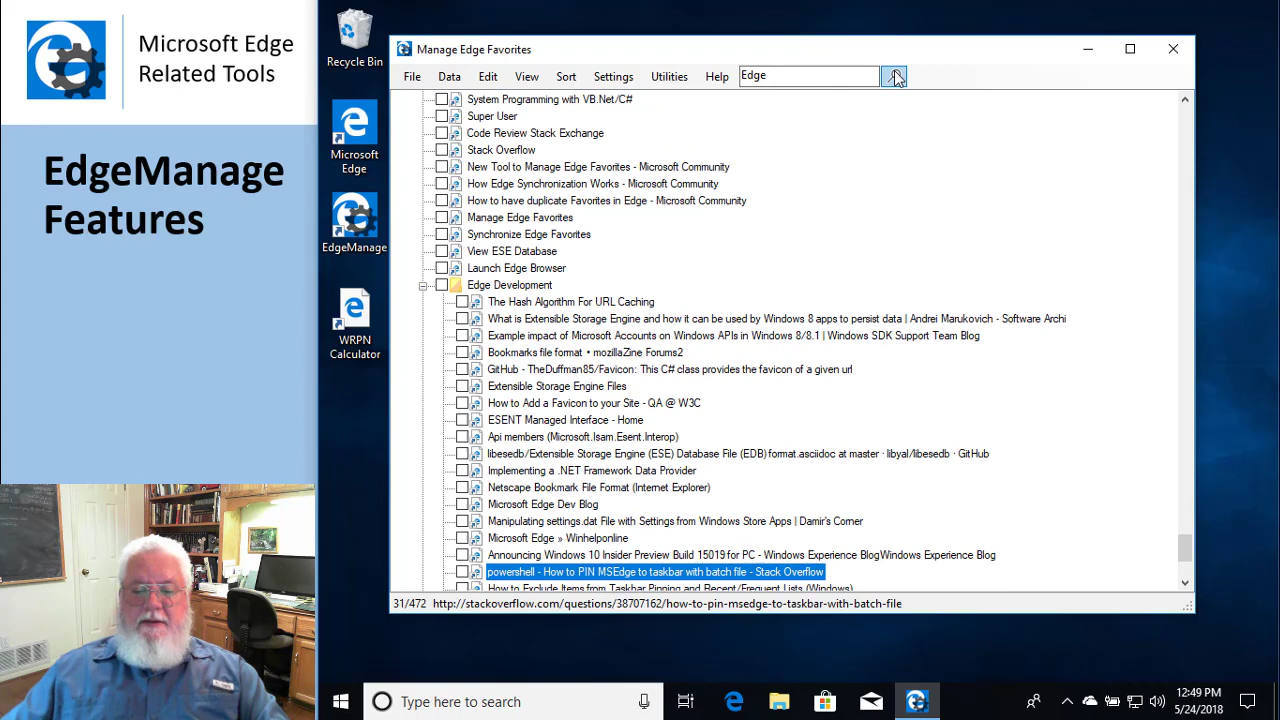 Microsoft Edge
Related Tools
EdgeManage
Features
Recycle Bin
Microsoft
Edge
EdgeManage
WRPN
Calculator
Manage Edge Favorites
File Data Edit View Sort Settings Utilities Help Edge
System Programming with VB.Net/C#
Super User
Code Review Stack Exchange
Stack Overflow
New Tool to Manage Edge Favorites - Microsoft Community
How Edge Synchronization Works - Microsoft Community
How to have duplicate Favorites in Edge - Microsoft Community
Manage Edge Favorites
Synchronize Edge Favorites
View ESE Database
Launch Edge Browser
Edge Development
The Hash Algorithm For URL Caching
What is Extensible Storage Engine and how it can be used by Windows 8 apps to persist data | Andrei Marukovich - Software Archi
Example impact of Microsoft Accounts on Windows APIs in Windows 8/8.1 | Windows SDK Support Team Blog
Bookmarks file format • mozillaZine Forums2
GitHub - TheDuffman85/Favicon: This C# class provides the favicon of a given url
Extensible Storage Engine Files
How to Add a Favicon to your Site - QA @ W3C
ESENT Managed Interface - Home
Api members (Microsoft.Isam.Esent.Interop)
libesedb/Extensible Storage Engine (ESE) Database File (EDB) format.asciidoc at master · libyal/libesedb · GitHub
Implementing a .NET Framework Data Provider
Netscape Bookmark File Format (Internet Explorer)
Microsoft Edge Dev Blog
Manipulating settings.dat File with Settings from Windows Store Apps | Damir's Corner
Microsoft Edge » Winhelponline
Announcing Windows 10 Insider Preview Build 15019 for PC - Windows Experience BlogWindows Experience Blog
powershell - How to PIN MSEdge to taskbar with batch file - Stack Overflow
How to Exclude Items from Taskbar Pinning and Recent/Frequent Lists (Windows)
31/472 http://stackoverflow.com/questions/38707162/how-to-pin-msedge-to-taskbar-with-batch-file
Type here to search
12:49 PM
5/24/2018